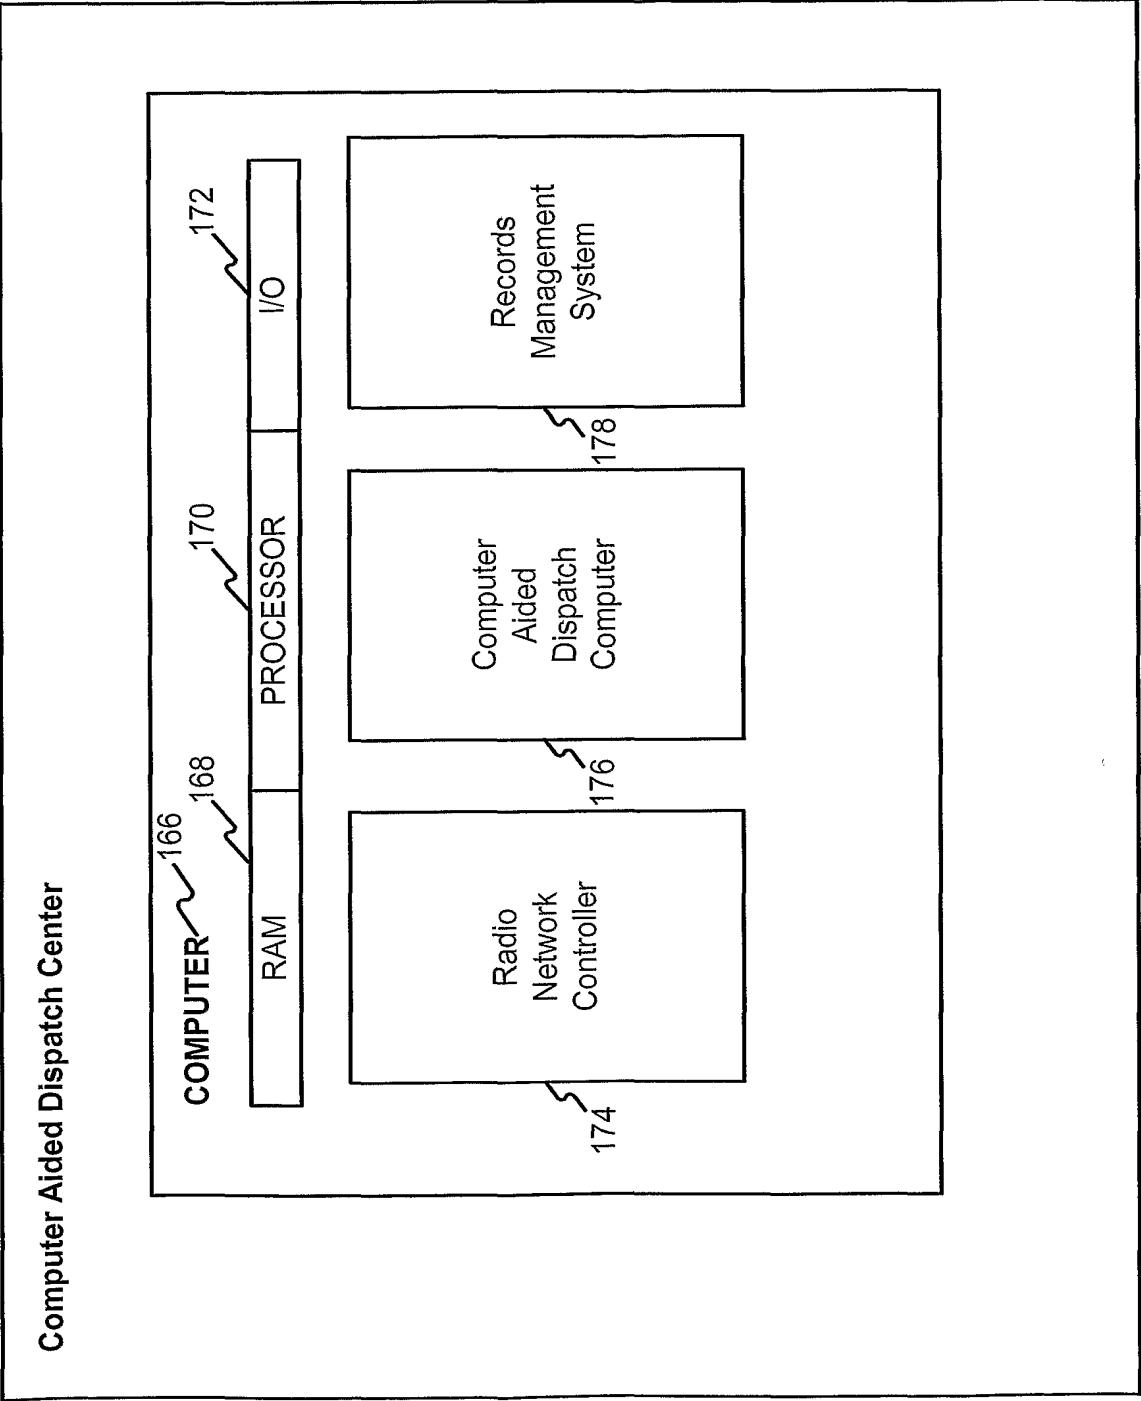 Computer Aided Dispatch Center
COMPUTER
166
168
170
172
RAM
PROCESSOR
I/O
Radio
Network
Controller
174
Computer
Aided
Dispatch
Computer
176
Records
Management
System
178